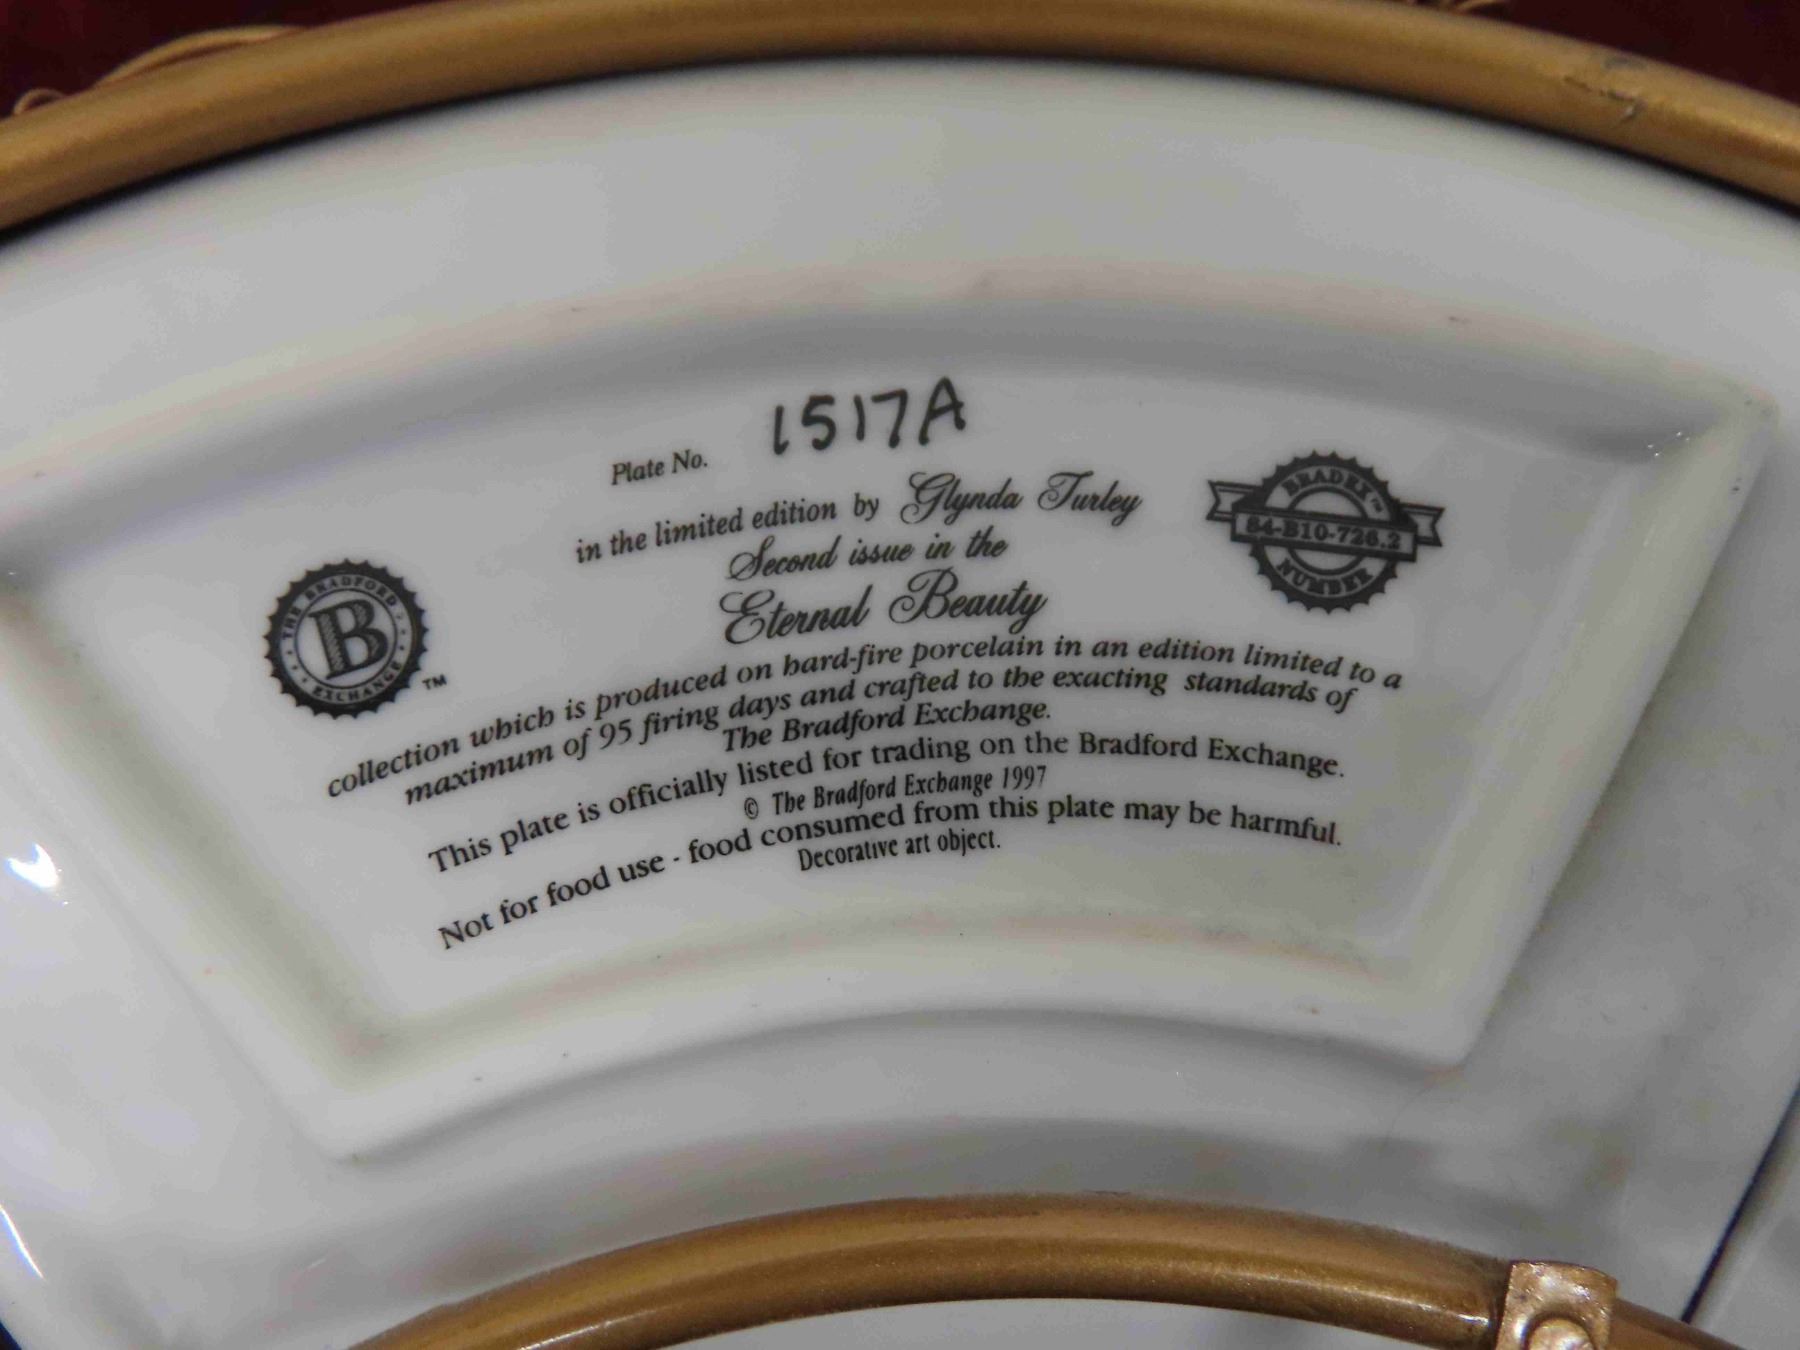 Plate No. 1517A
in the limited edition by Glynda Turley
Second issue in the
Eternal Beauty
collection which is produced on hard-fire porcelain in an edition limited to a
maximum of 95 firing days and crafted to the exacting standards of
The Bradford Exchange.
This plate is officially listed for trading on the Bradford Exchange.
© The Bradford Exchange 1997
Not for food use - food consumed from this plate may be harmful.
Decorative art object.
THE BRADFORD
B
EXCHANGE
TM
BRADEX™
84-B10-726.2
NUMBER